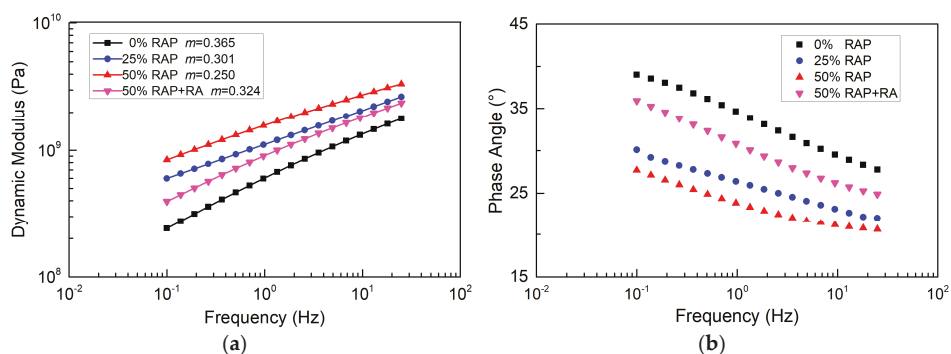 10^10
0% RAP m=0.365
25% RAP m=0.301
50% RAP m=0.250
50% RAP+RA m=0.324
Dynamic Modulus (Pa)
10^9
10^8
10^-2
10^-1
10^0
10^1
10^2
Frequency (Hz)
(a)
45
0% RAP
25% RAP
50% RAP
50% RAP+RA
Phase Angle (°)
35
25
15
10^-2
10^-1
10^0
10^1
10^2
Frequency (Hz)
(b)